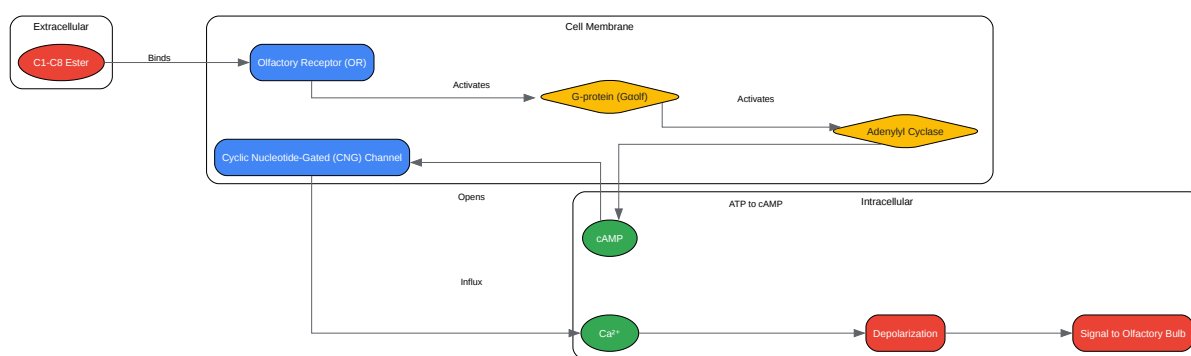 Extracellular
Cell Membrane
C1-C8 Ester
Binds
Olfactory Receptor (OR)
Activates
G-protein (Gαolf)
Activates
Adenylyl Cyclase
Cyclic Nucleotide-Gated (CNG) Channel
Opens
ATP to cAMP
Intracellular
cAMP
Influx
Ca²⁺
Depolarization
Signal to Olfactory Bulb